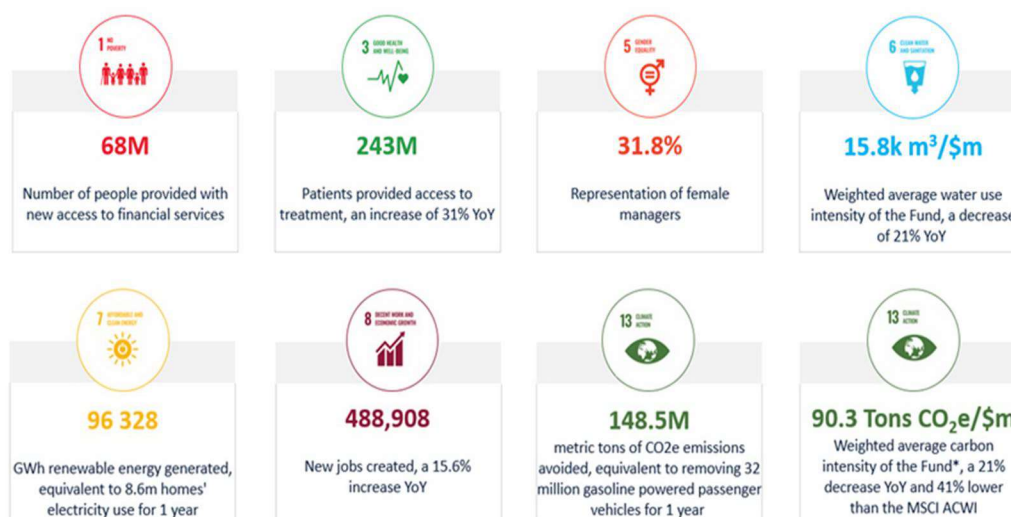 1 NO
POVERTY
68M
Number of people provided with
new access to financial services
3 GOOD HEALTH
AND WELL-BEING
243M
Patients provided access to
treatment, an increase of 31% YoY
5 GENDER
EQUALITY
31.8%
Representation of female
managers
6 CLEAN WATER
AND SANITATION
15.8k m³/$m
Weighted average water use
intensity of the Fund, a decrease
of 21% YoY
7 AFFORDABLE AND
CLEAN ENERGY
96 328
GWh renewable energy generated,
equivalent to 8.6m homes'
electricity use for 1 year
8 DECENT WORK AND
ECONOMIC GROWTH
488,908
New jobs created, a 15.6%
increase YoY
13 CLIMATE
ACTION
148.5M
metric tons of CO2e emissions
avoided, equivalent to removing 32
million gasoline powered passenger
vehicles for 1 year
13 CLIMATE
ACTION
90.3 Tons CO₂e/$m
Weighted average carbon
intensity of the Fund*, a 21%
decrease YoY and 41% lower
than the MSCI ACWI